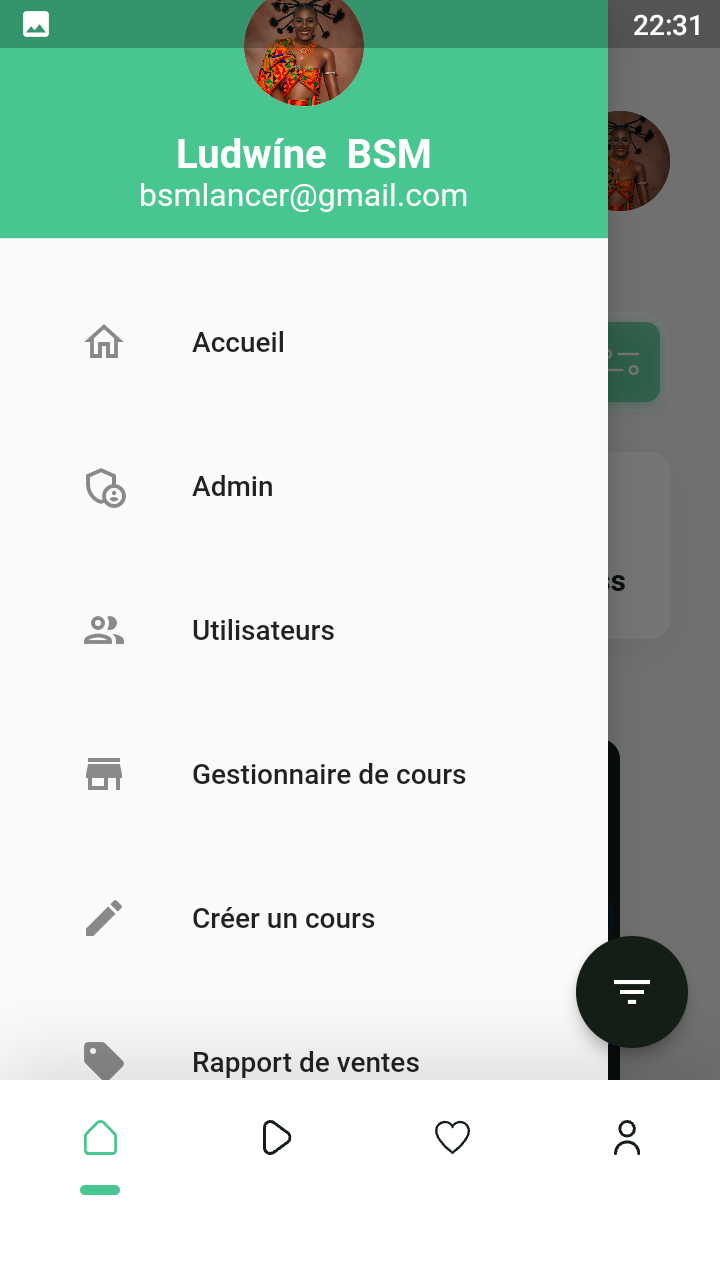 22:31
Ludwíne BSM
bsmlancer@gmail.com
Accueil
Admin
Utilisateurs
Gestionnaire de cours
Créer un cours
Rapport de ventes